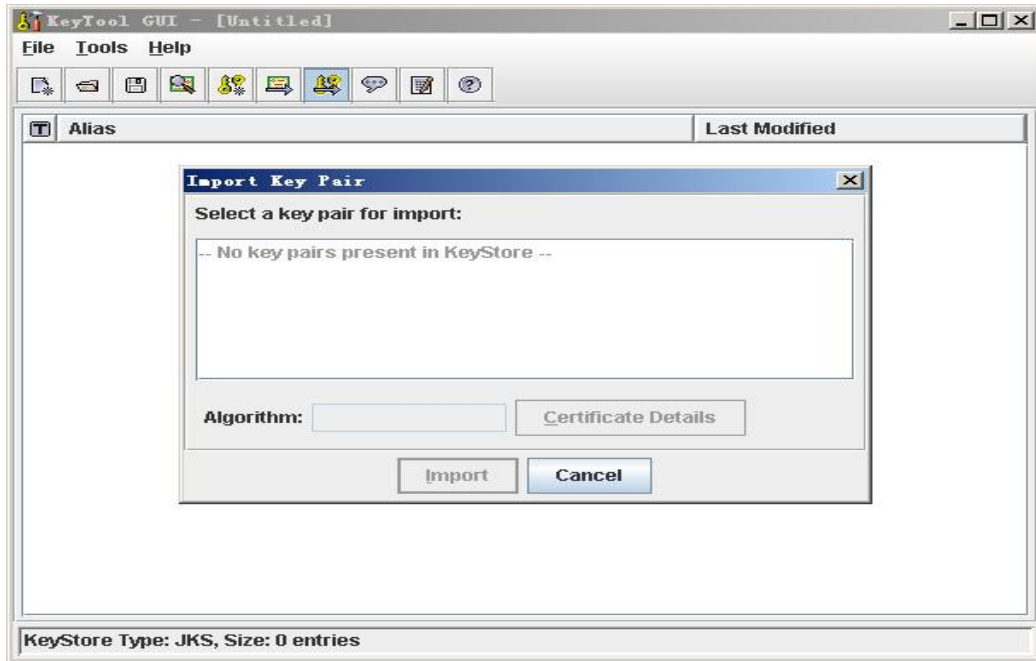 KeyTool GUI - [Untitled]
File Tools Help
T Alias Last Modified
Import Key Pair
Select a key pair for import:
-- No key pairs present in KeyStore --
Algorithm: Certificate Details
Import Cancel
KeyStore Type: JKS, Size: 0 entries